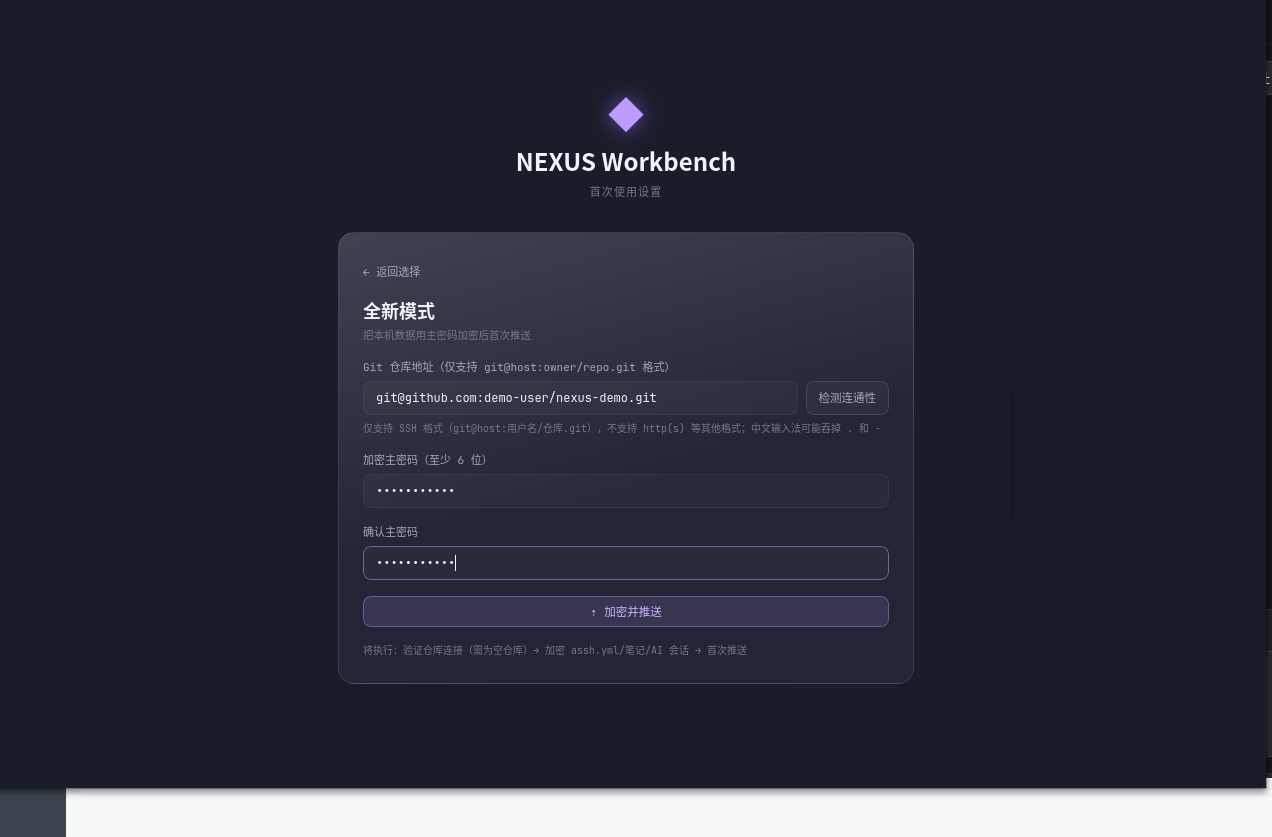 NEXUS Workbench
首次使用设置
← 返回选择
全新模式
把本机数据用主密码加密后首次推送
Git 仓库地址（仅支持 git@host:owner/repo.git 格式）
git@github.com:demo-user/nexus-demo.git
检测连通性
仅支持 SSH 格式（git@host:用户名/仓库.git），不支持 http(s) 等其他格式；中文输入法可能吞掉 . 和 -
加密主密码（至少 6 位）
•••••••••••
确认主密码
•••••••••••
↑ 加密并推送
将执行：验证仓库连接（需为空仓库）→ 加密 assh.yml/笔记/AI 会话 → 首次推送